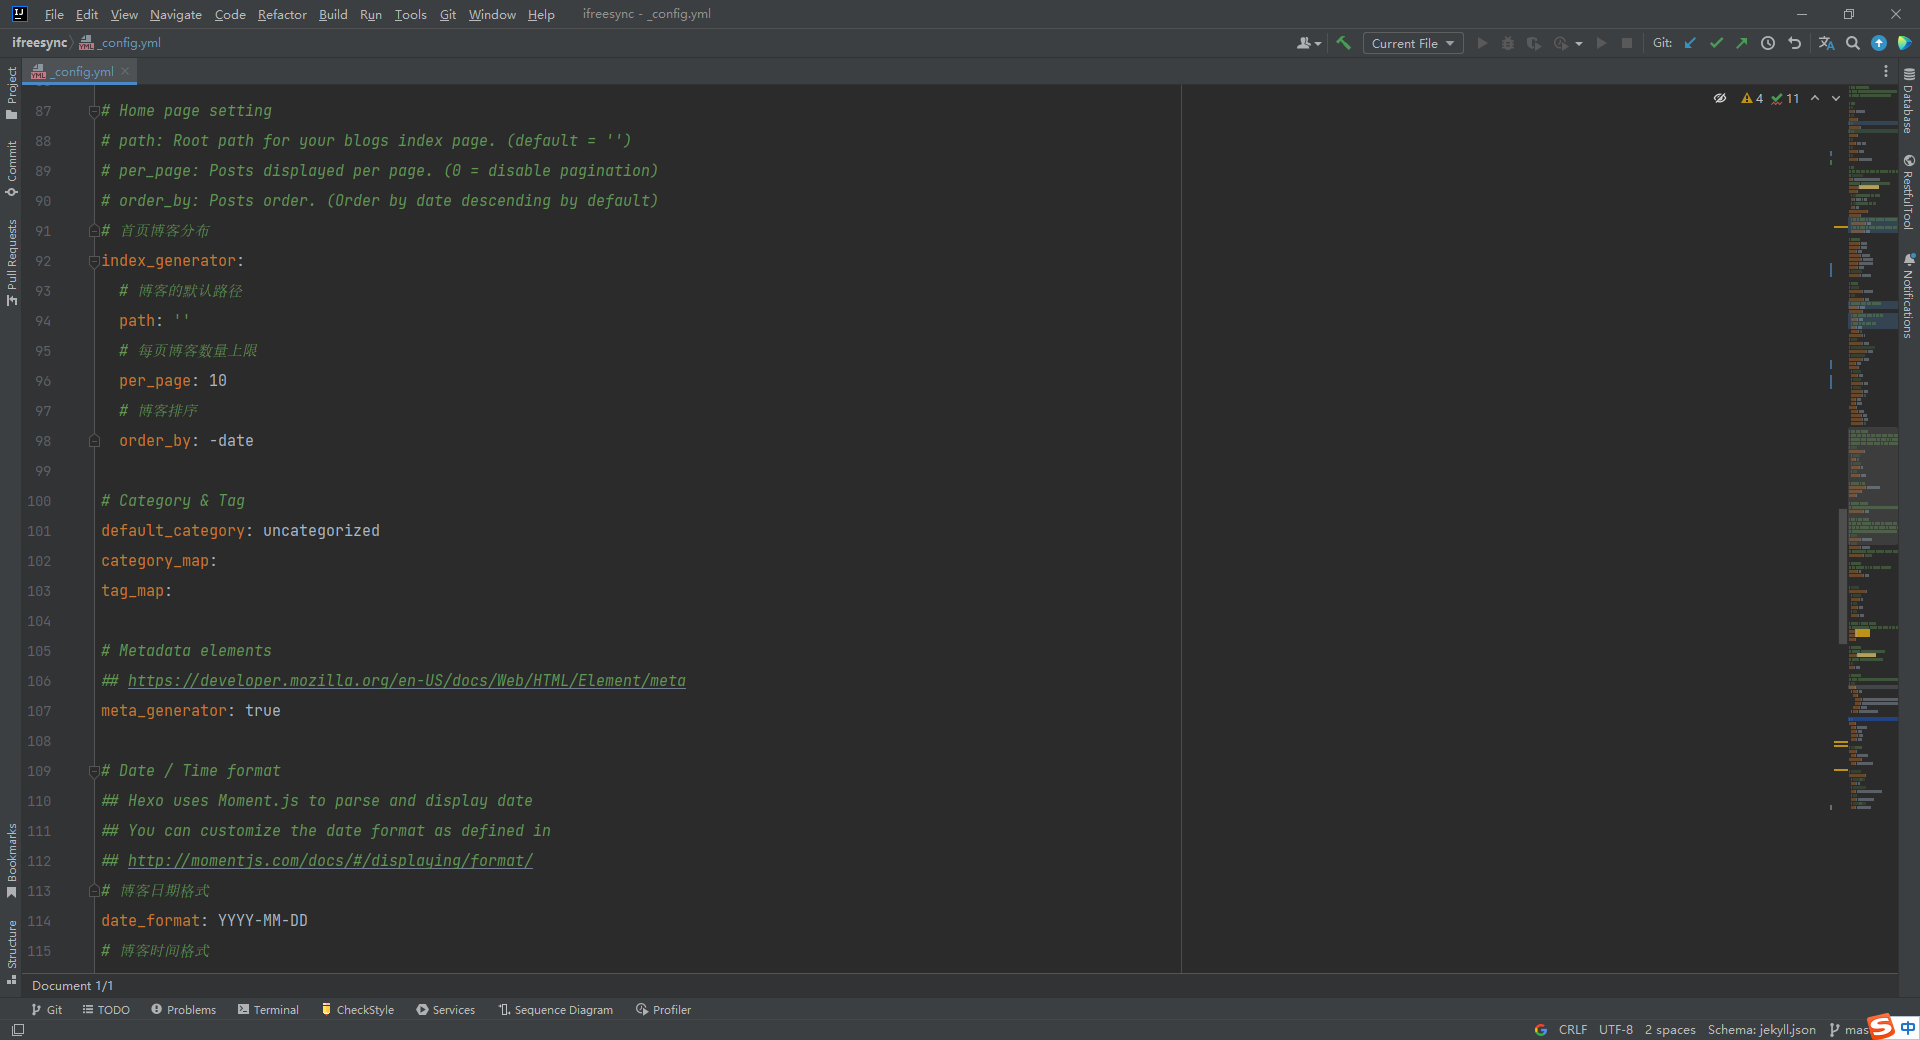 File Edit View Navigate Code Refactor Build Run Tools Git Window Help ifreesync - _config.yml
ifreesync _config.yml Current File Git:
_config.yml
4 11
87 # Home page setting
88 # path: Root path for your blogs index page. (default = '')
89 # per_page: Posts displayed per page. (0 = disable pagination)
90 # order_by: Posts order. (Order by date descending by default)
91 # 首页博客分布
92 index_generator:
93 # 博客的默认路径
94 path: ''
95 # 每页博客数量上限
96 per_page: 10
97 # 博客排序
98 order_by: -date
99
100 # Category & Tag
101 default_category: uncategorized
102 category_map:
103 tag_map:
104
105 # Metadata elements
106 ## https://developer.mozilla.org/en-US/docs/Web/HTML/Element/meta
107 meta_generator: true
108
109 # Date / Time format
110 ## Hexo uses Moment.js to parse and display date
111 ## You can customize the date format as defined in
112 ## http://momentjs.com/docs/#/displaying/format/
113 # 博客日期格式
114 date_format: YYYY-MM-DD
115 # 博客时间格式
Project
Commit
Pull Requests
Bookmarks
Structure
Database
RestfulTool
Notifications
Document 1/1
Git TODO Problems Terminal CheckStyle Services Sequence Diagram Profiler
CRLF UTF-8 2 spaces Schema: jekyll.json mas 中